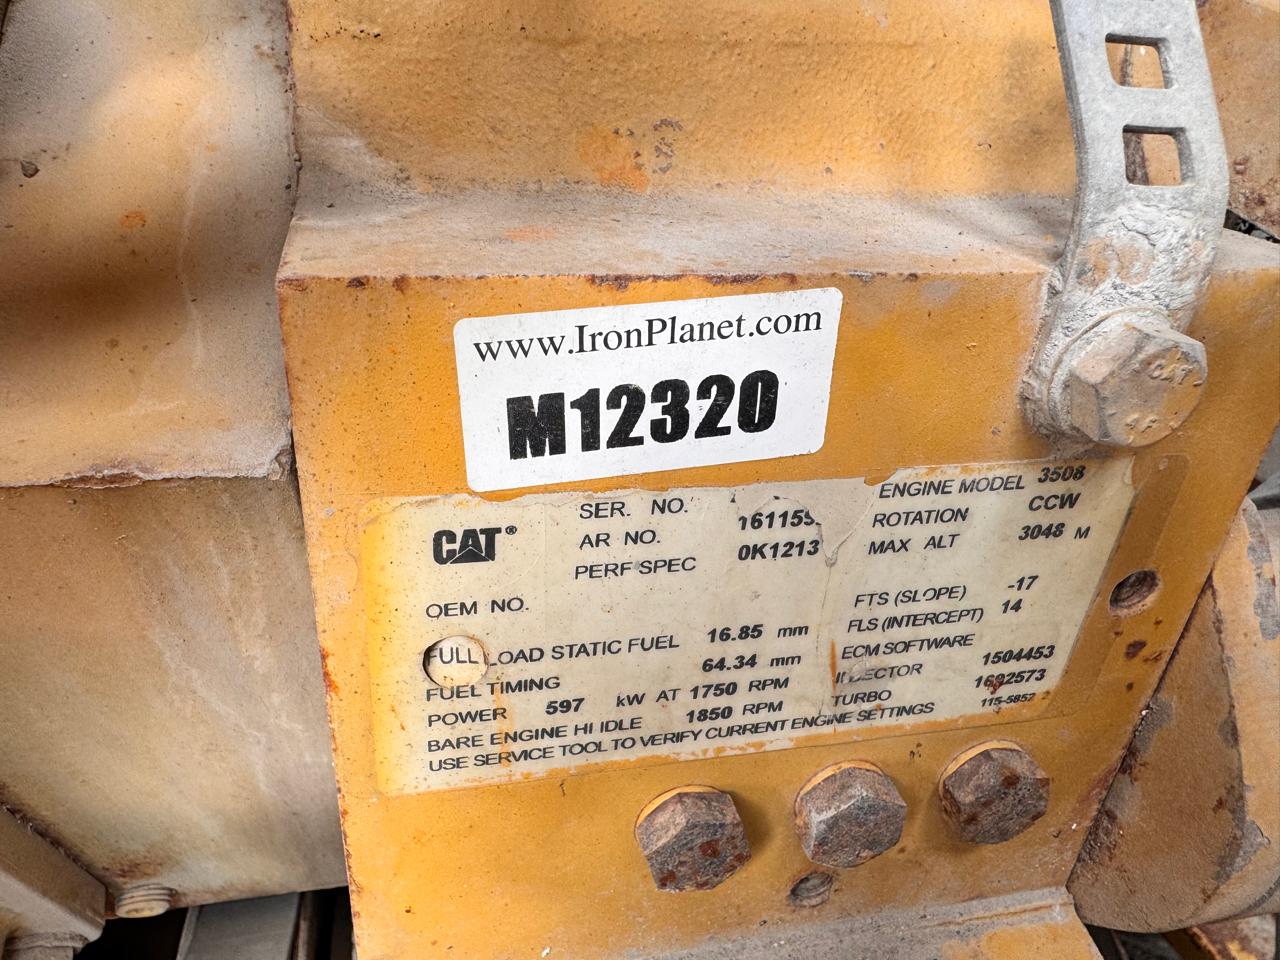 www.IronPlanet.com
M12320
CAT®
SER. NO.
AR NO.
PERF SPEC 0K1213
OEM NO.
ENGINE MODEL 3508
ROTATION CCW
MAX ALT 3048 M
FULL LOAD STATIC FUEL 16.85 mm
FUEL TIMING 64.34 mm
POWER 597 kW AT 1750 RPM
BARE ENGINE HI IDLE 1850 RPM
USE SERVICE TOOL TO VERIFY CURRENT ENGINE SETTINGS
FTS (SLOPE) -17
FLS (INTERCEPT) 14
ECM SOFTWARE 1504453
INJECTOR
TURBO 115-5852
CAT